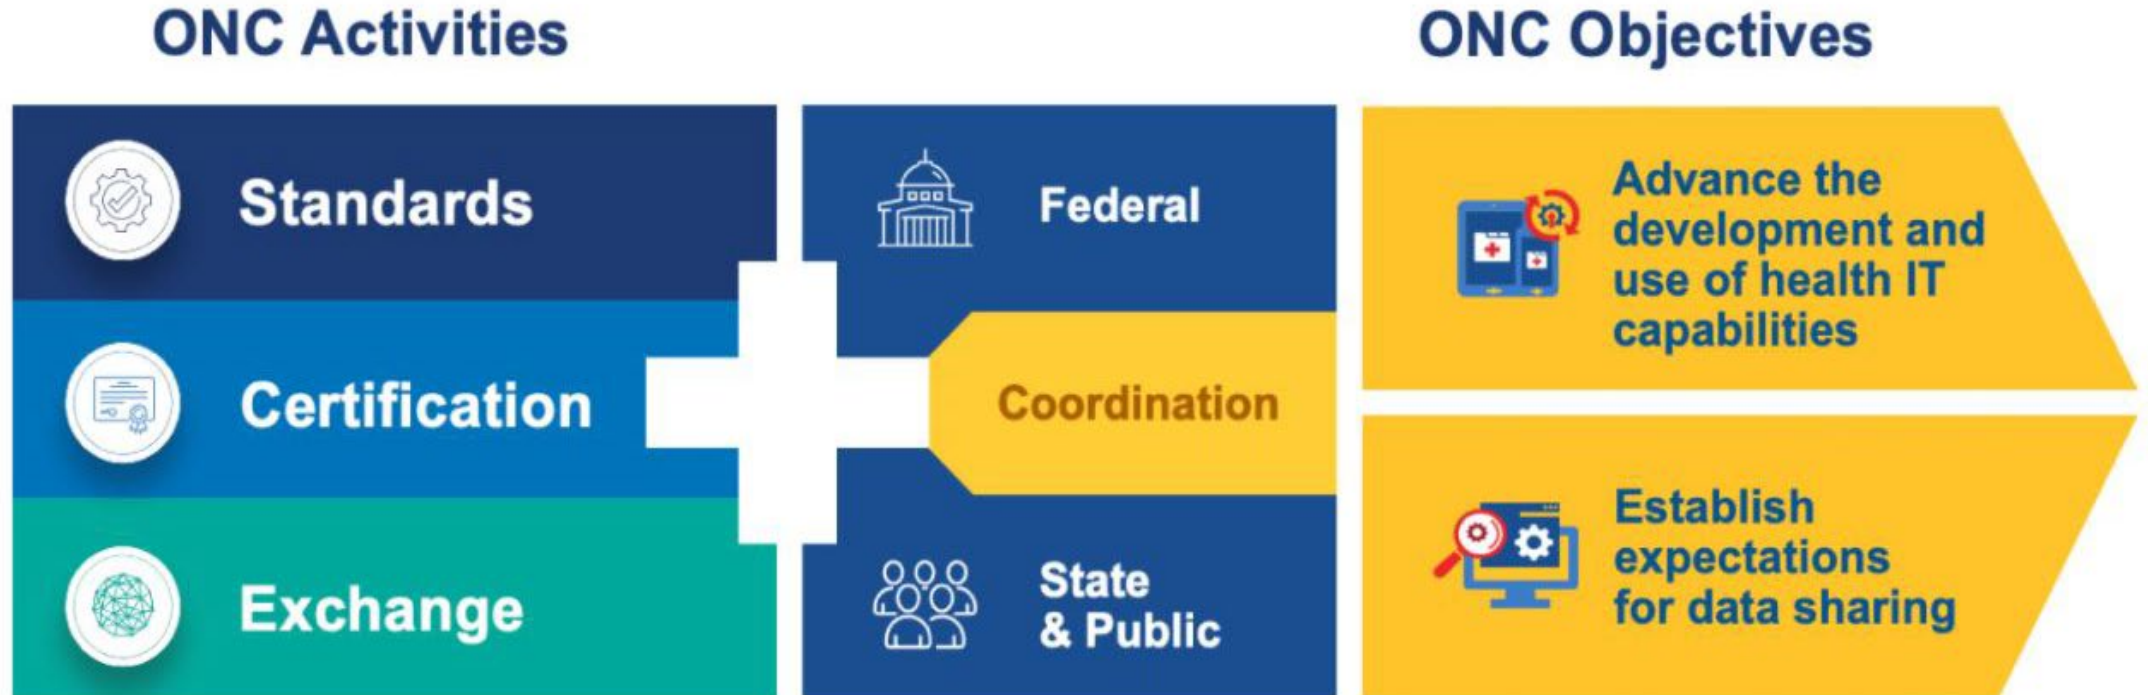 ONC Activities
Standards
Certification
Exchange
Federal
Coordination
State
& Public
ONC Objectives
Advance the
development and
use of health IT
capabilities
Establish
expectations
for data sharing